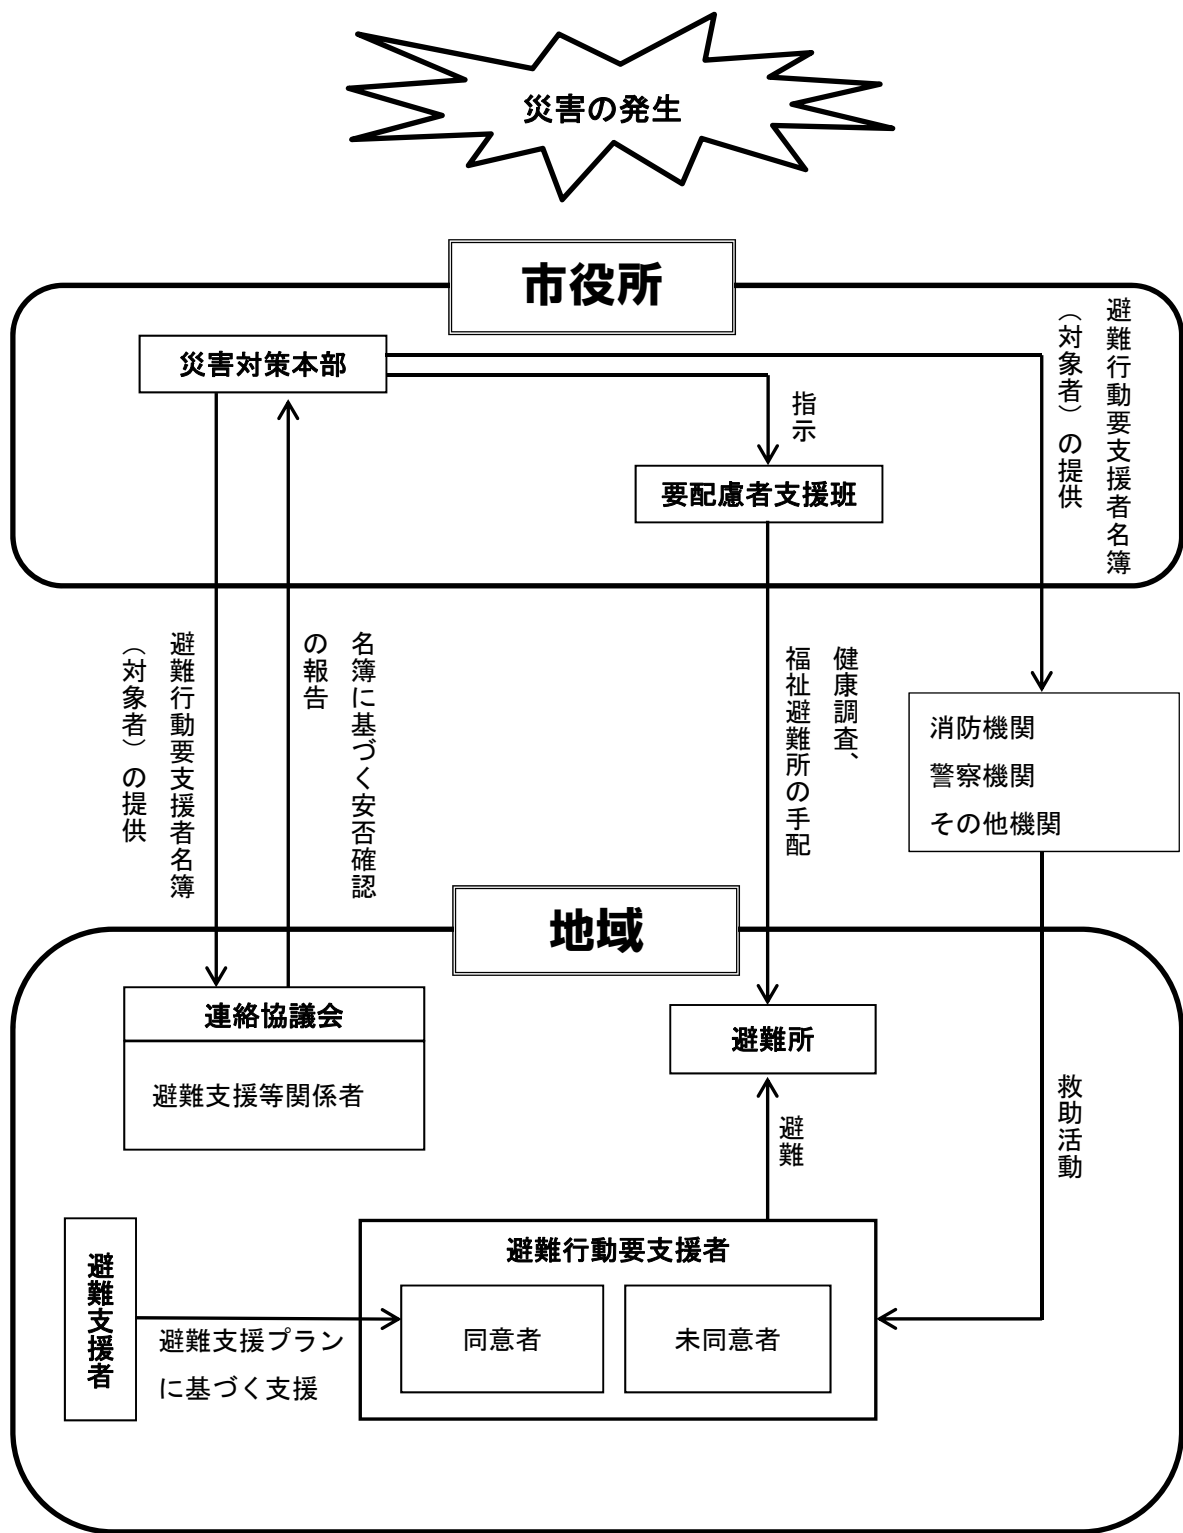 災害の発生
市役所
災害対策本部
指示
要配慮者支援班
避難行動要支援者名簿
（対象者）の提供
避難行動要支援者名簿
（対象者）の提供
名簿に基づく安否確認
の報告
健康調査、
福祉避難所の手配
消防機関
警察機関
その他機関
地域
連絡協議会
避難支援等関係者
避難所
避難
救助活動
避難行動要支援者
同意者
未同意者
避難支援者
避難支援プラン
に基づく支援